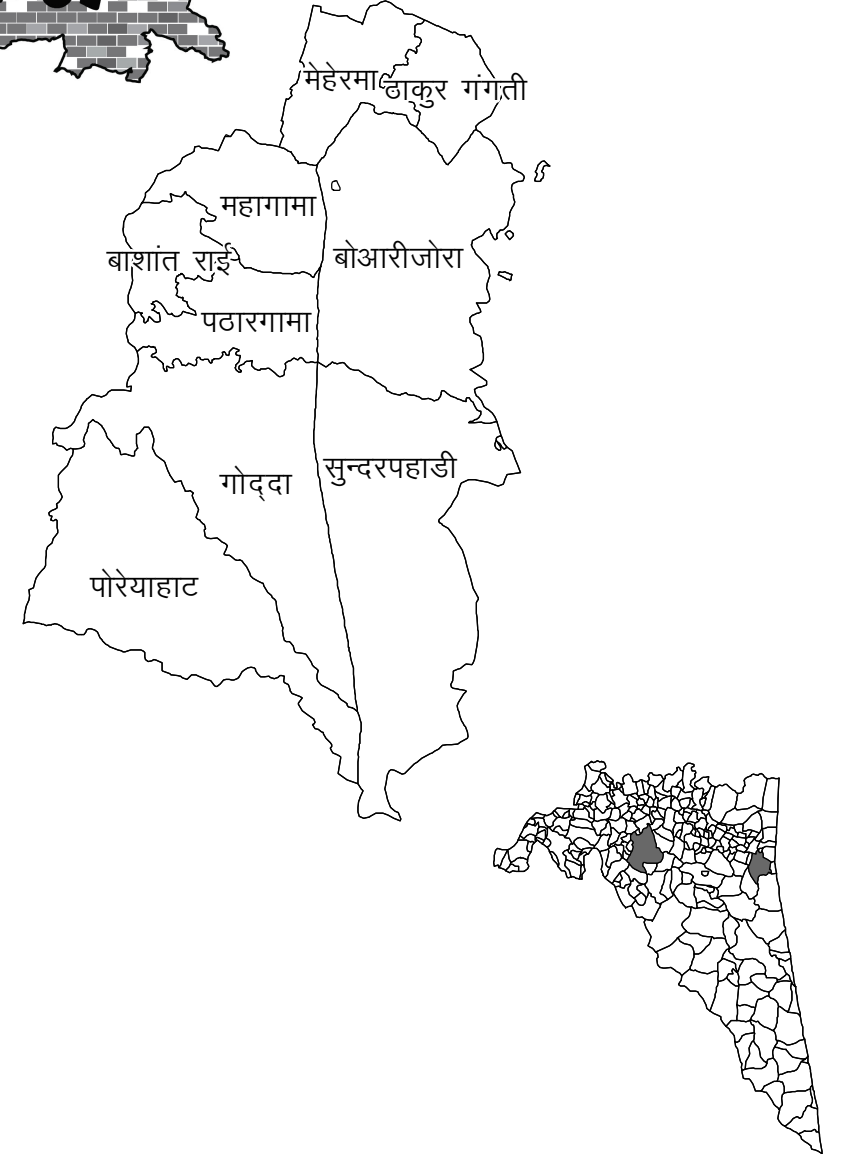 मेहेरमा
ठाकुर गंगती
महागामा
बाशांत राई
बोआरीजोरा
पठारगामा
गोद्दा
सुन्दरपहाडी
पोरेयाहाट